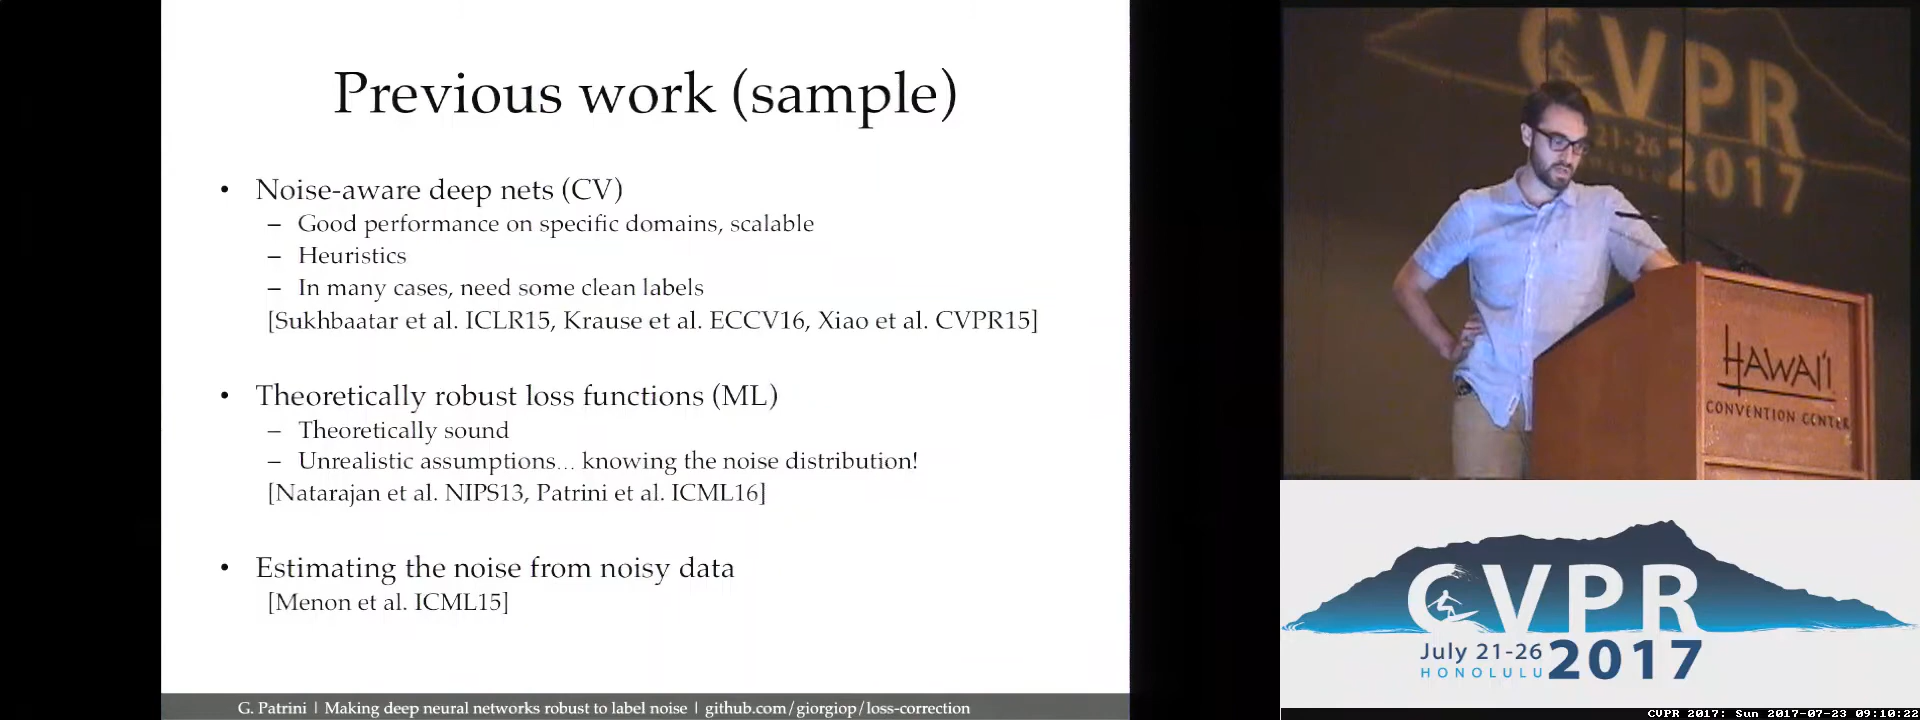 Previous work (sample)
• Noise-aware deep nets (CV)
– Good performance on specific domains, scalable
– Heuristics
– In many cases, need some clean labels
[Sukhbaatar et al. ICLR15, Krause et al. ECCV16, Xiao et al. CVPR15]
• Theoretically robust loss functions (ML)
– Theoretically sound
– Unrealistic assumptions... knowing the noise distribution!
[Natarajan et al. NIPS13, Patrini et al. ICML16]
• Estimating the noise from noisy data
[Menon et al. ICML15]
G. Patrini | Making deep neural networks robust to label noise | github.com/giorgiop/loss-correction
CVPR
21-26
2017
HAWAI'I
CONVENTION CENTER
CVPR
July 21-26
HONOLULU
2017
CVPR 2017: Sun 2017-07-23 09:10:22